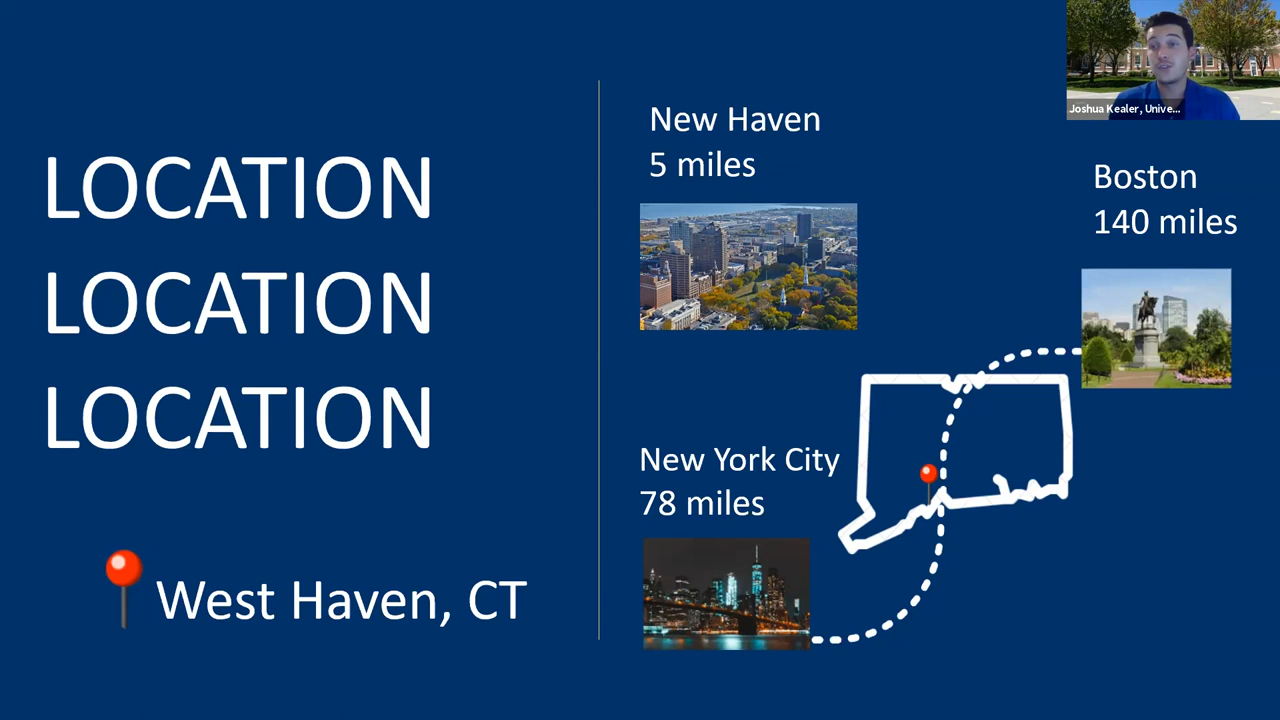 LOCATION
LOCATION
LOCATION
West Haven, CT
New Haven
5 miles
Boston
140 miles
New York City
78 miles
Joshua Kealer, Unive...